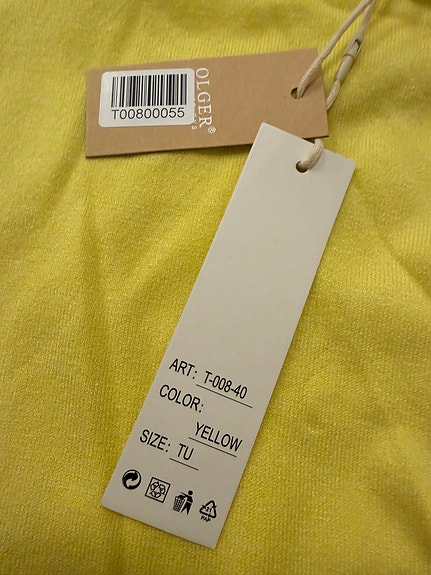 T00800055
OLGER®
ART: T-008-40
COLOR:
YELLOW
SIZE: TU
PAP